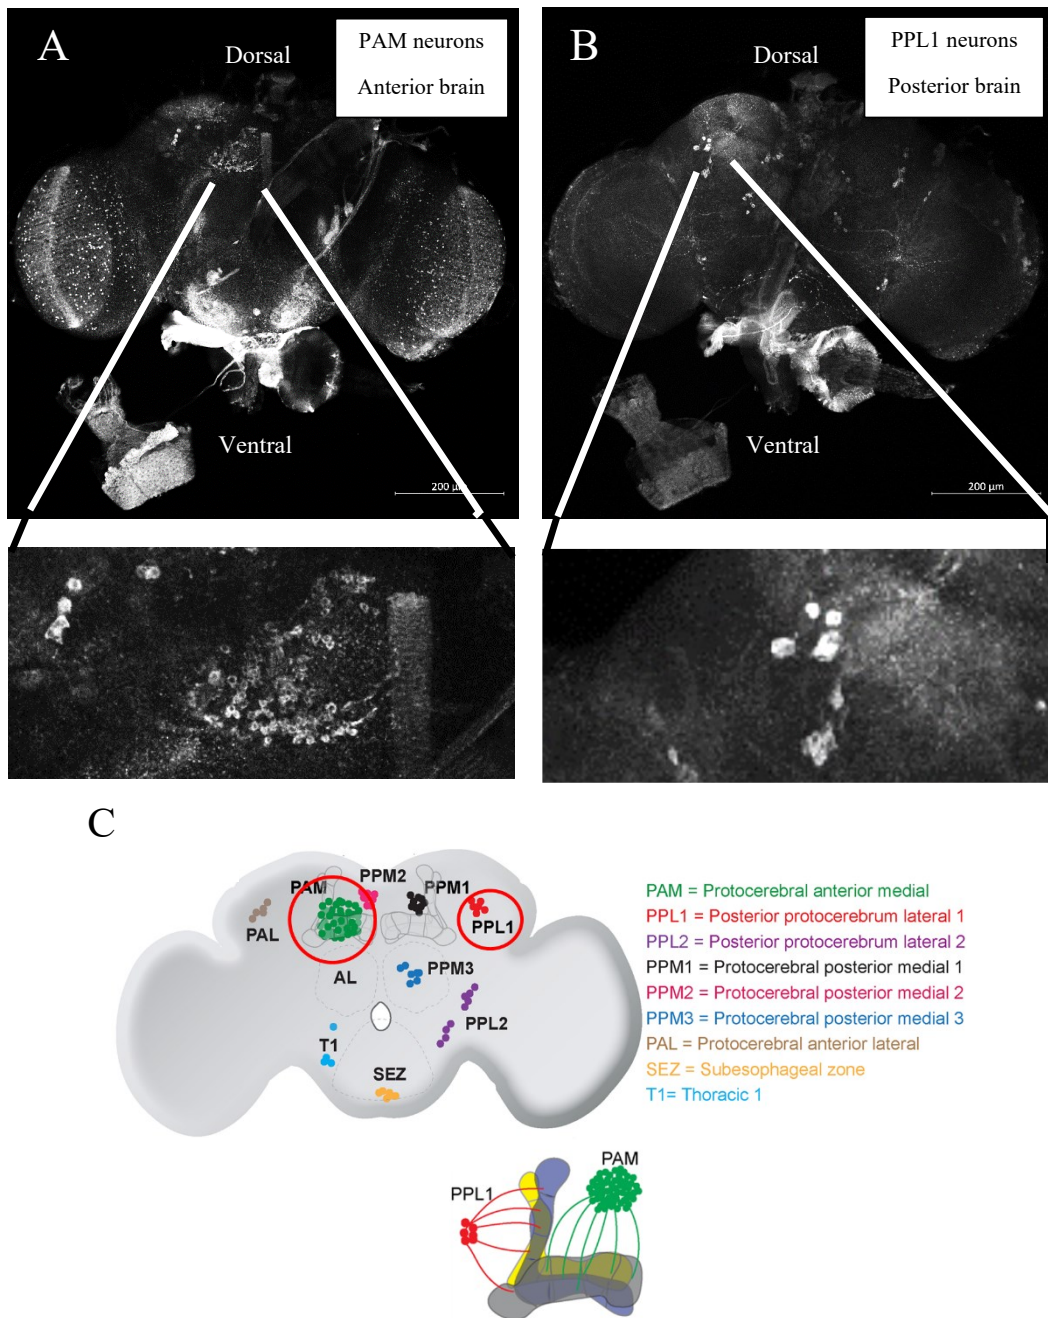 A
Dorsal
PAM neurons
Anterior brain
Ventral
200 µm
B
Dorsal
PPL1 neurons
Posterior brain
Ventral
200 µm
C
PAM
PPM2
PPM1
PAL
PPL1
AL
PPM3
PPL2
T1
SEZ
PAM = Protocerebral anterior medial
PPL1 = Posterior protocerebrum lateral 1
PPL2 = Posterior protocerebrum lateral 2
PPM1 = Protocerebral posterior medial 1
PPM2 = Protocerebral posterior medial 2
PPM3 = Protocerebral posterior medial 3
PAL = Protocerebral anterior lateral
SEZ = Subesophageal zone
T1= Thoracic 1
PAM
PPL1